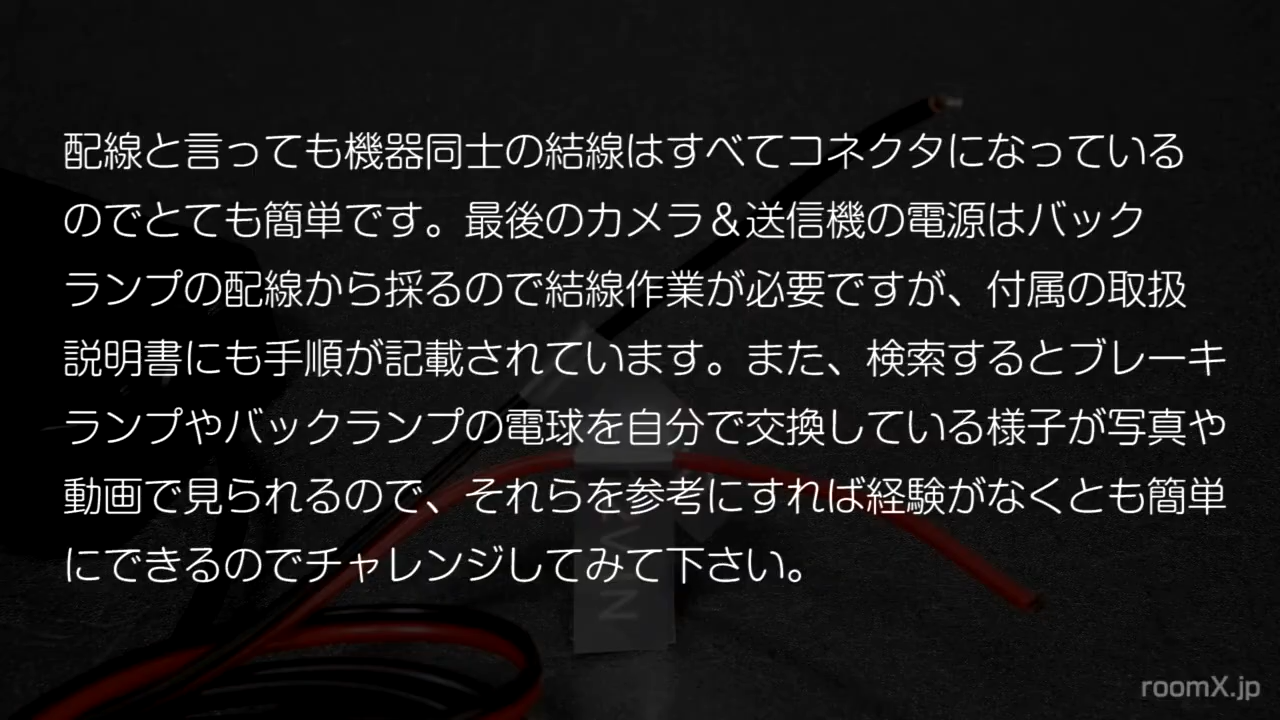 配線と言っても機器同士の結線はすべてコネクタになっている
のでとても簡単です。最後のカメラ＆送信機の電源はバック
ランプの配線から採るので結線作業が必要ですが、付属の取扱
説明書にも手順が記載されています。また、検索するとブレーキ
ランプやバックランプの電球を自分で交換している様子が写真や
動画で見られるので、それらを参考にすれば経験がなくとも簡単
にできるのでチャレンジしてみて下さい。
roomX.jp